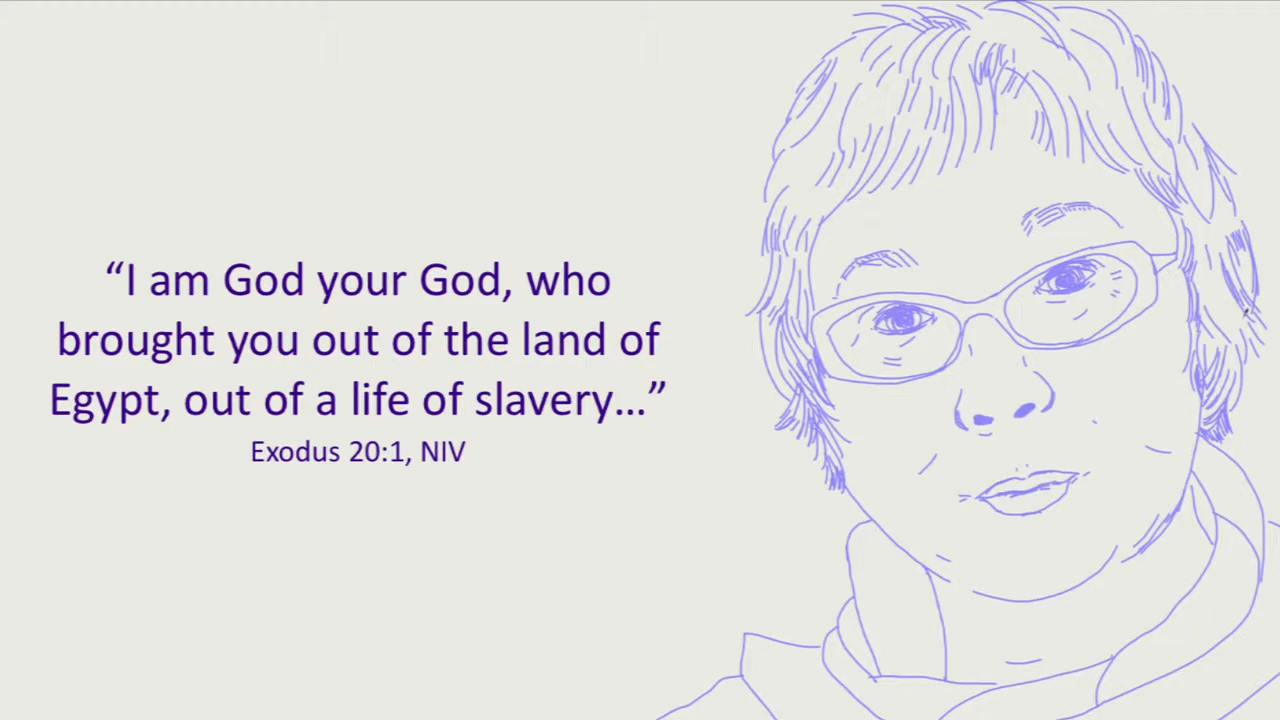 “I am God your God, who
brought you out of the land of
Egypt, out of a life of slavery…”
Exodus 20:1, NIV